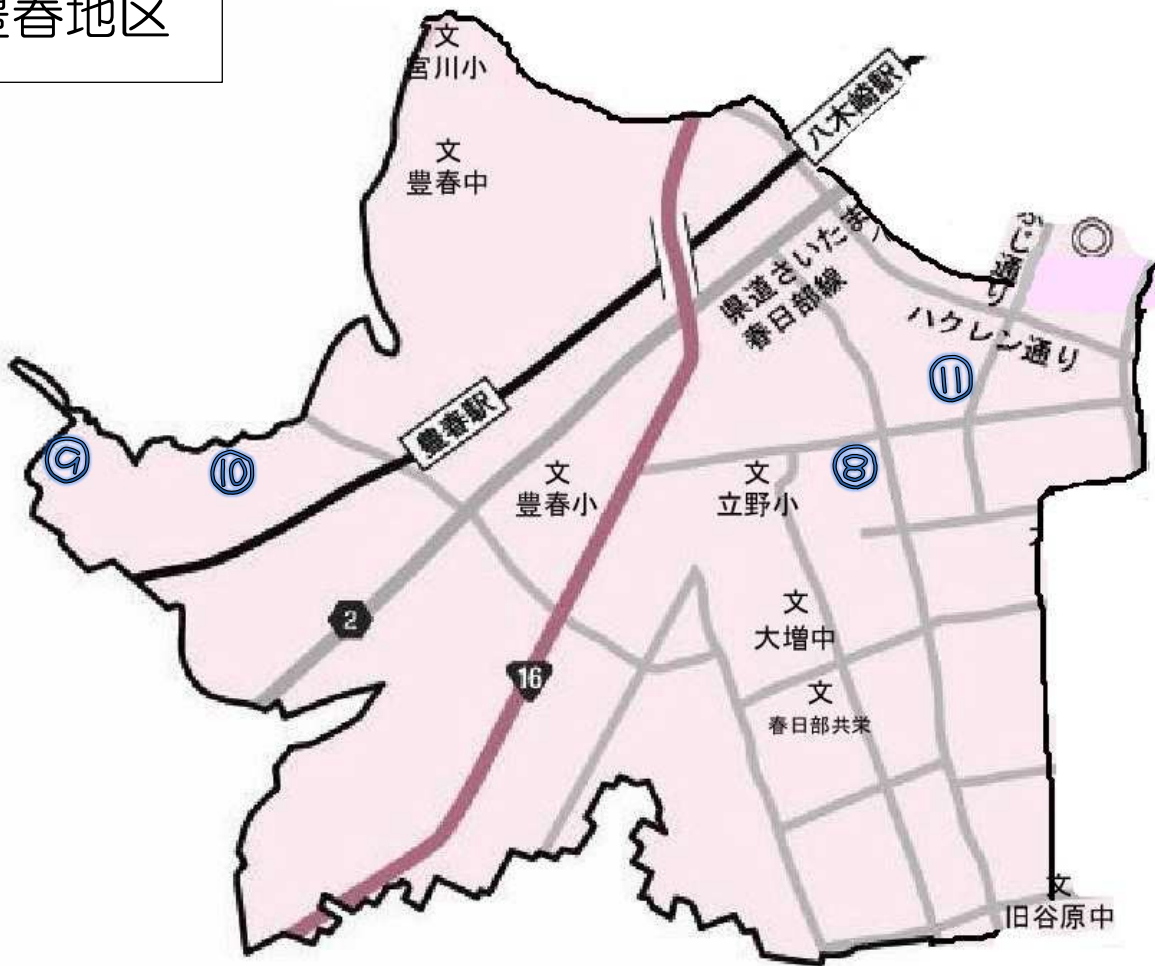 豊春地区
文
宮川小
八木崎駅
文
豊春中
ふじ通り
◎
県道さいたま
春日部線
ハクレン通り
⑪
豊春駅
⑨
⑩
文
豊春小
文
立野小
⑧
文
大増中
2
16
文
春日部共栄
文
旧谷原中